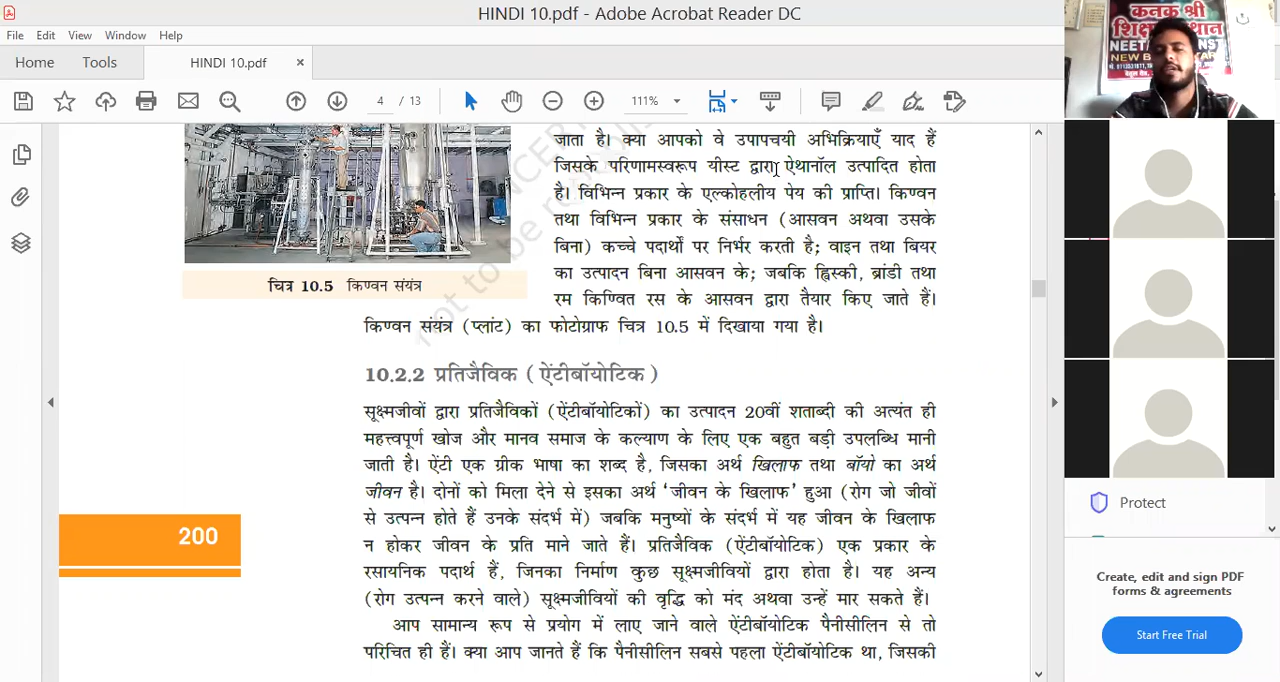 HINDI 10.pdf - Adobe Acrobat Reader DC
File Edit View Window Help
Home Tools HINDI 10.pdf ×
4 / 13 111%
जाता है। क्या आपको वे उपापचयी अभिक्रियाएँ याद हैं
जिसके परिणामस्वरूप यीस्ट द्वारा ऐथानॉल उत्पादित होता
है। विभिन्न प्रकार के एल्कोहलीय पेय की प्राप्ति। किण्वन
तथा विभिन्न प्रकार के संसाधन (आसवन अथवा उसके
बिना) कच्चे पदार्थों पर निर्भर करती है; वाइन तथा बियर
का उत्पादन बिना आसवन के; जबकि ह्विस्की, ब्रांडी तथा
रम किण्वित रस के आसवन द्वारा तैयार किए जाते हैं।
चित्र 10.5 किण्वन संयंत्र
किण्वन संयंत्र (प्लांट) का फोटोग्राफ चित्र 10.5 में दिखाया गया है।
10.2.2 प्रतिजैविक (ऐंटीबॉयोटिक)
सूक्ष्मजीवों द्वारा प्रतिजैविकों (ऐंटीबॉयोटिकों) का उत्पादन 20वीं शताब्दी की अत्यंत ही
महत्त्वपूर्ण खोज और मानव समाज के कल्याण के लिए एक बहुत बड़ी उपलब्धि मानी
जाती है। ऐंटी एक ग्रीक भाषा का शब्द है, जिसका अर्थ खिलाफ तथा बॉयो का अर्थ
जीवन है। दोनों को मिला देने से इसका अर्थ ‘जीवन के खिलाफ’ हुआ (रोग जो जीवों
से उत्पन्न होते हैं उनके संदर्भ में) जबकि मनुष्यों के संदर्भ में यह जीवन के खिलाफ
न होकर जीवन के प्रति माने जाते हैं। प्रतिजैविक (ऐंटीबॉयोटिक) एक प्रकार के
रसायनिक पदार्थ हैं, जिनका निर्माण कुछ सूक्ष्मजीवियों द्वारा होता है। यह अन्य
(रोग उत्पन्न करने वाले) सूक्ष्मजीवियों की वृद्धि को मंद अथवा उन्हें मार सकते हैं।
आप सामान्य रूप से प्रयोग में लाए जाने वाले ऐंटीबॉयोटिक पैनीसीलिन से तो
परिचित ही हैं। क्या आप जानते हैं कि पैनीसीलिन सबसे पहला ऐंटीबॉयोटिक था, जिसकी
200
not to be
कनक श्री
Protect
Create, edit and sign PDF
forms & agreements
Start Free Trial